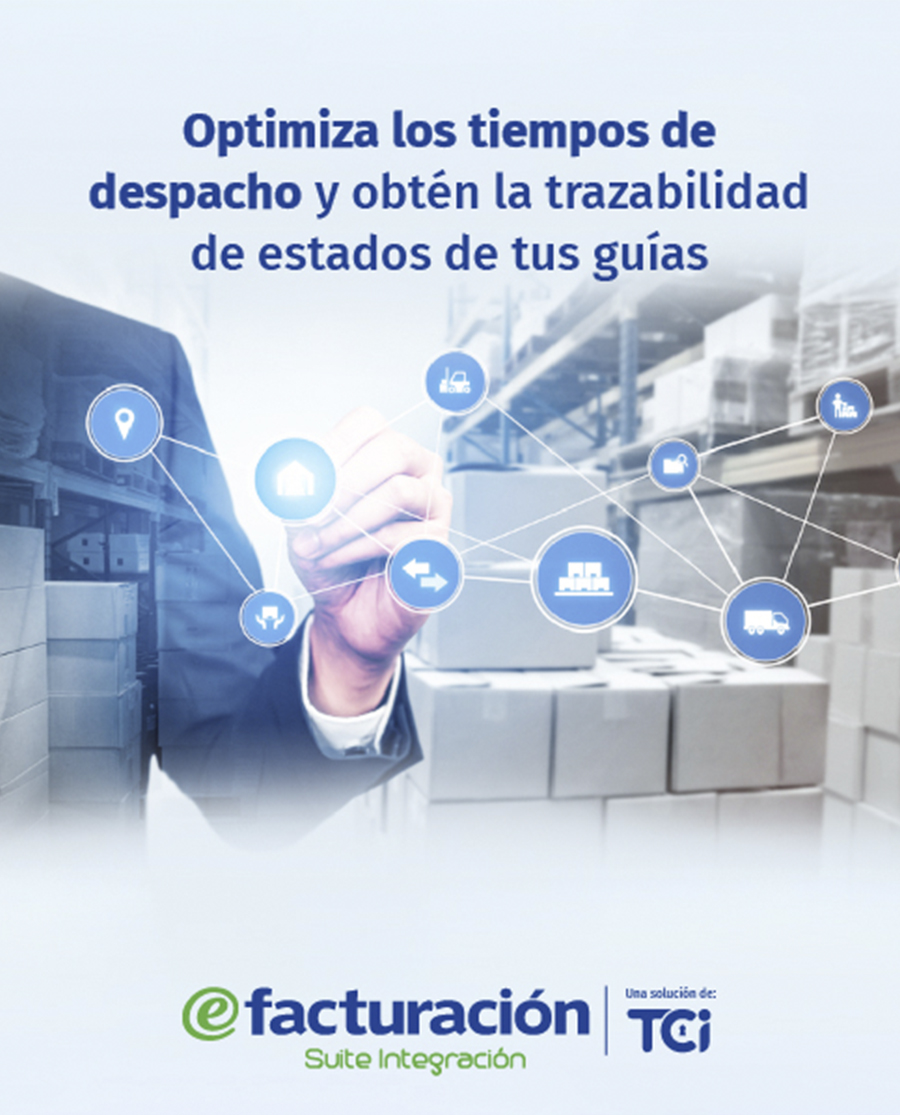 Optimiza los tiempos de
despacho y obtén la trazabilidad
de estados de tus guías
efacturación
Suite Integración
Una solución de:
TCi